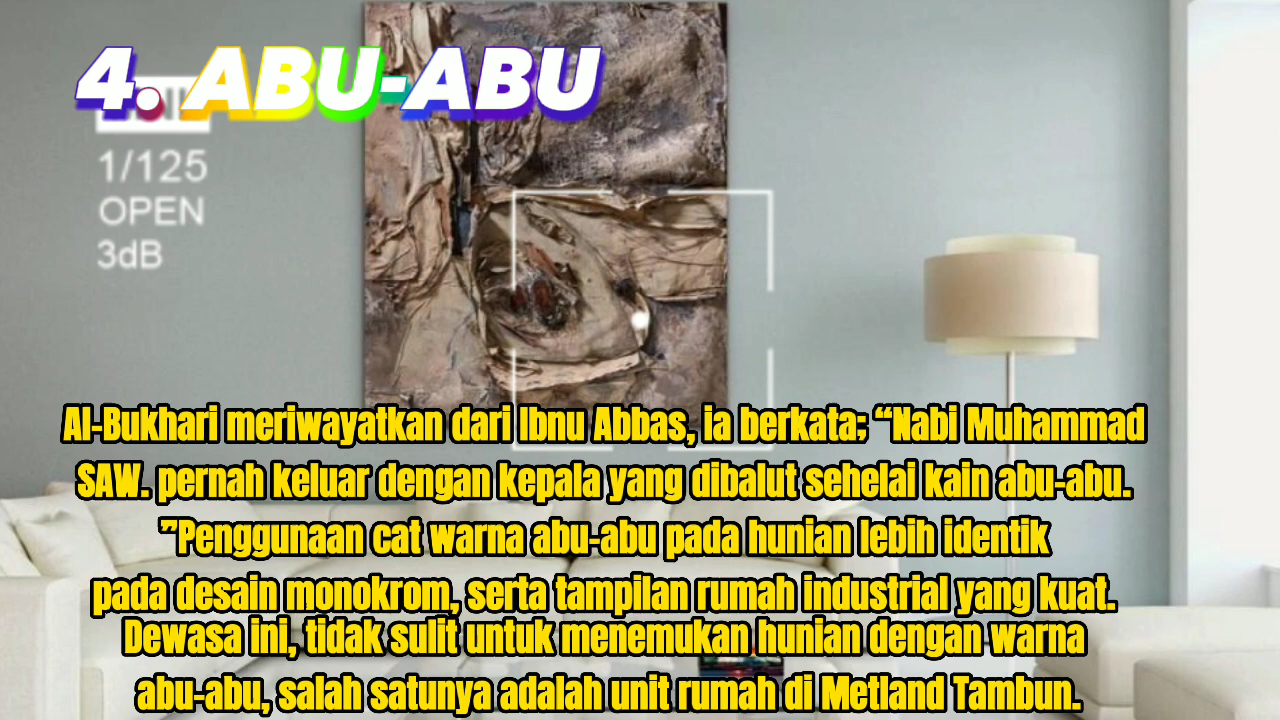 4. ABU-ABU
1/125
OPEN
3dB
Al-Bukhari meriwayatkan dari Ibnu Abbas, ia berkata; “Nabi Muhammad
SAW. pernah keluar dengan kepala yang dibalut sehelai kain abu-abu.
”Penggunaan cat warna abu-abu pada hunian lebih identik
pada desain monokrom, serta tampilan rumah industrial yang kuat.
Dewasa ini, tidak sulit untuk menemukan hunian dengan warna
abu-abu, salah satunya adalah unit rumah di Metland Tambun.